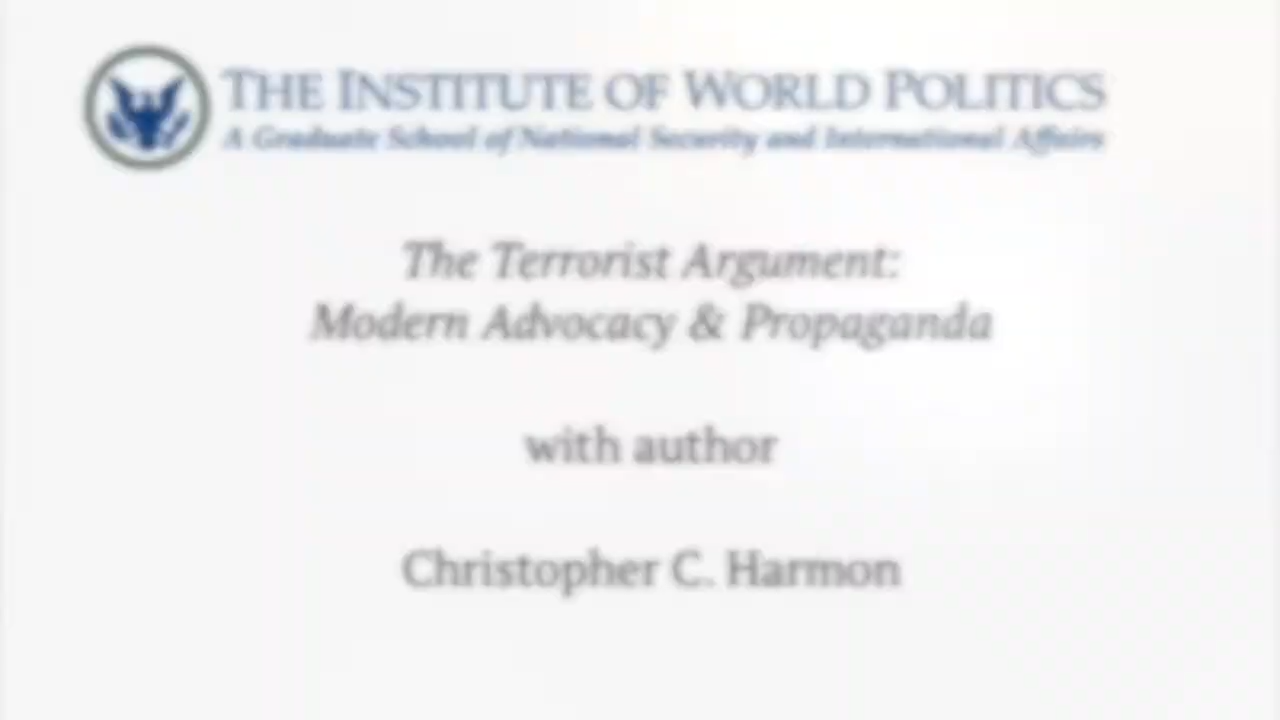 THE INSTITUTE OF WORLD POLITICS
A Graduate School of National Security and International Affairs
The Terrorist Argument:
Modern Advocacy & Propaganda
with author
Christopher C. Harmon